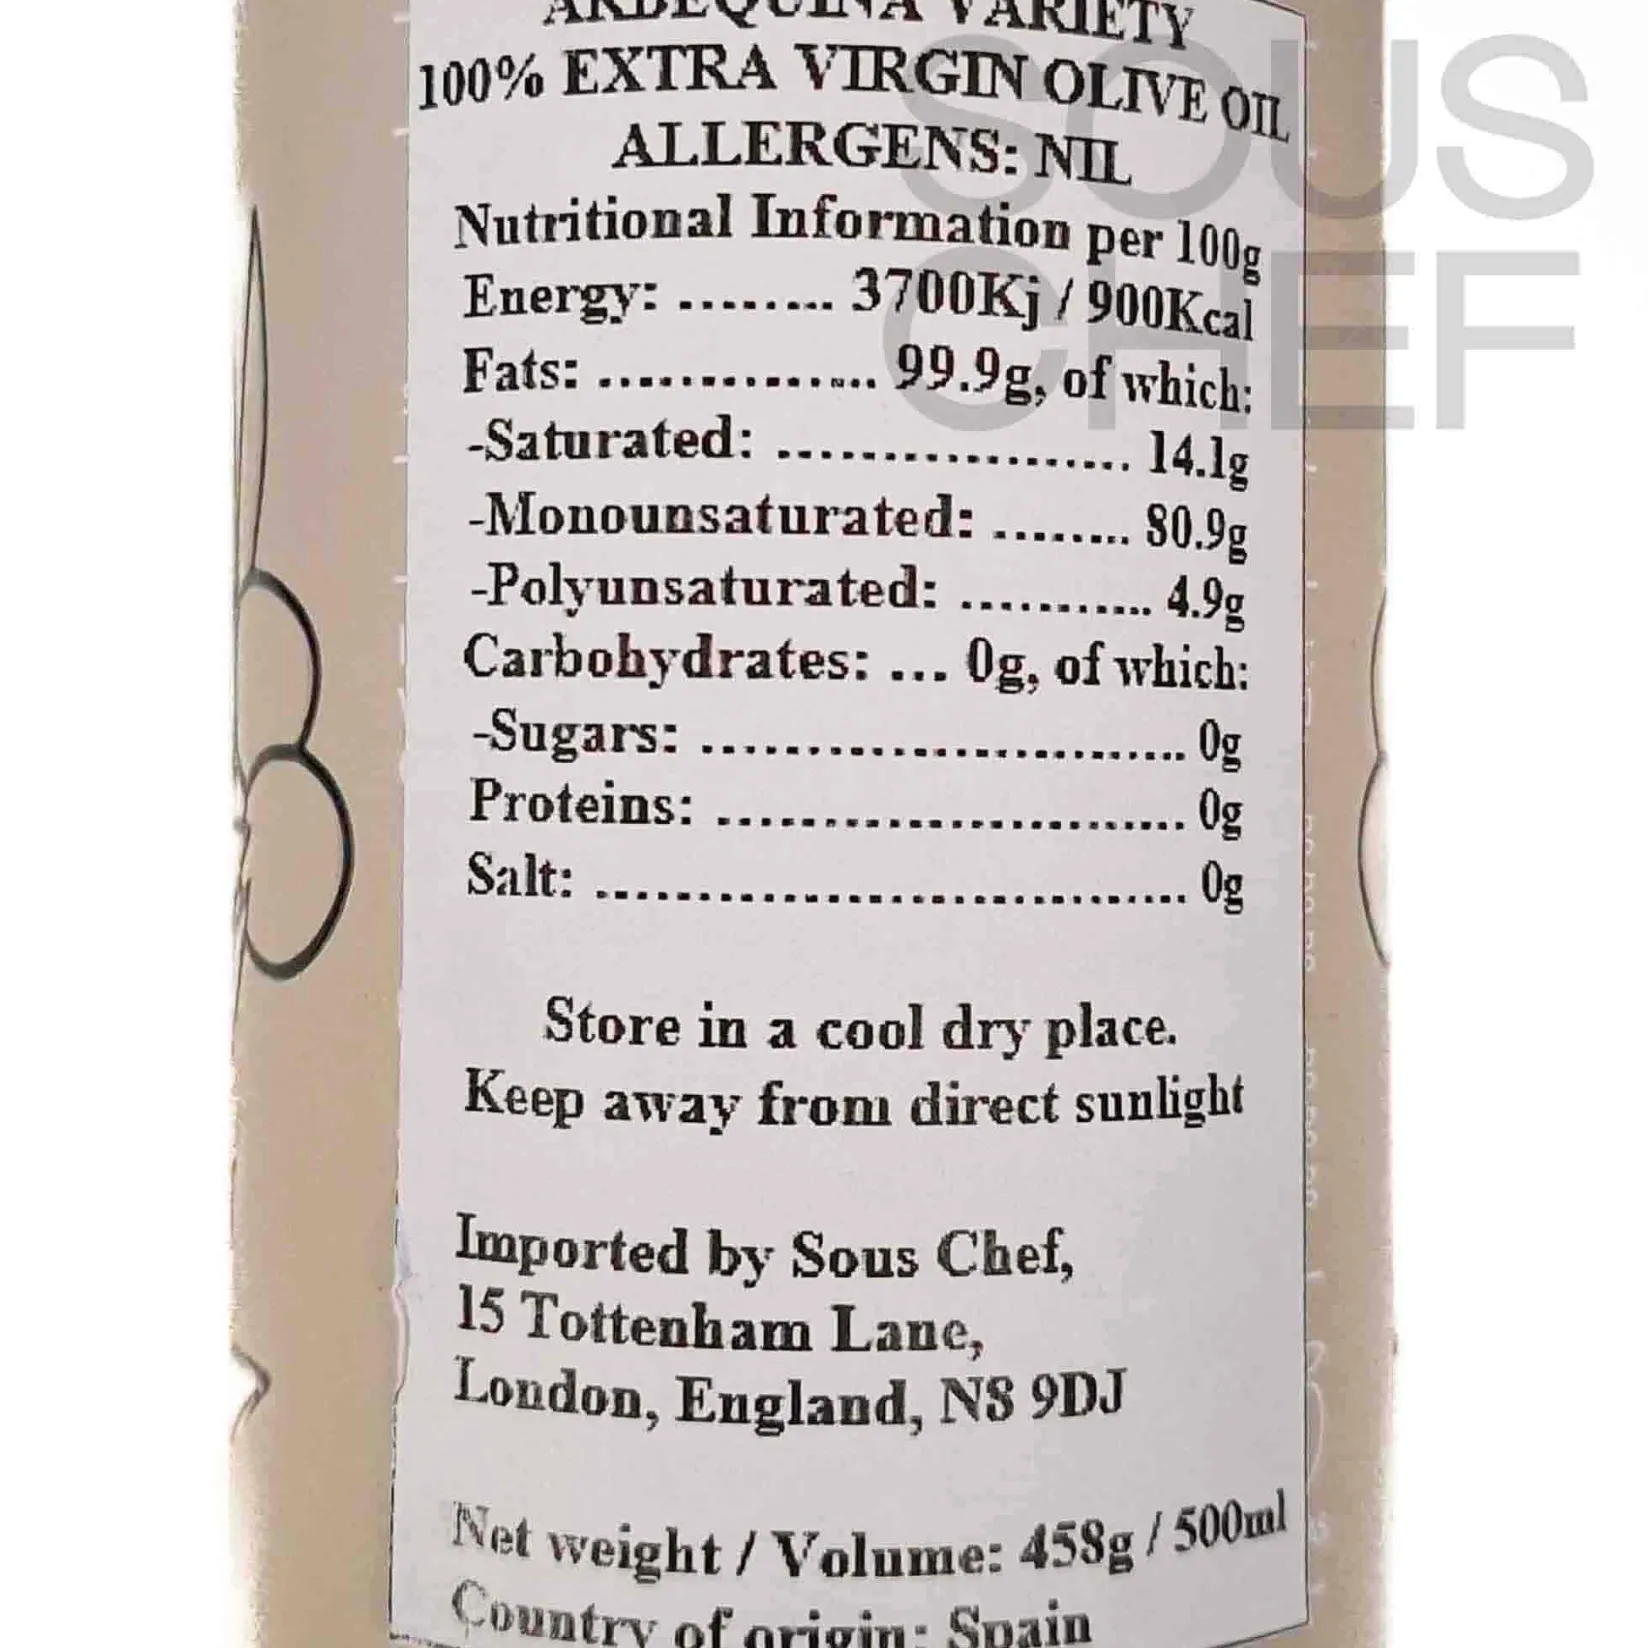 ARBEQUINA VARIETY
100% EXTRA VIRGIN OLIVE OIL
ALLERGENS: NIL
Nutritional Information per 100g
Energy: ........ 3700Kj / 900Kcal
Fats: ............... 99.9g, of which:
-Saturated: .................. 14.1g
-Monounsaturated: ........ 80.9g
-Polyunsaturated: ........... 4.9g
Carbohydrates: ... 0g, of which:
-Sugars: .......................... 0g
Proteins: .......................... 0g
Salt: ................................. 0g
Store in a cool dry place.
Keep away from direct sunlight
Imported by Sous Chef,
15 Tottenham Lane,
London, England, N8 9DJ
Net weight / Volume: 458g / 500ml
Country of origin: Spain
SOUS
CHEF